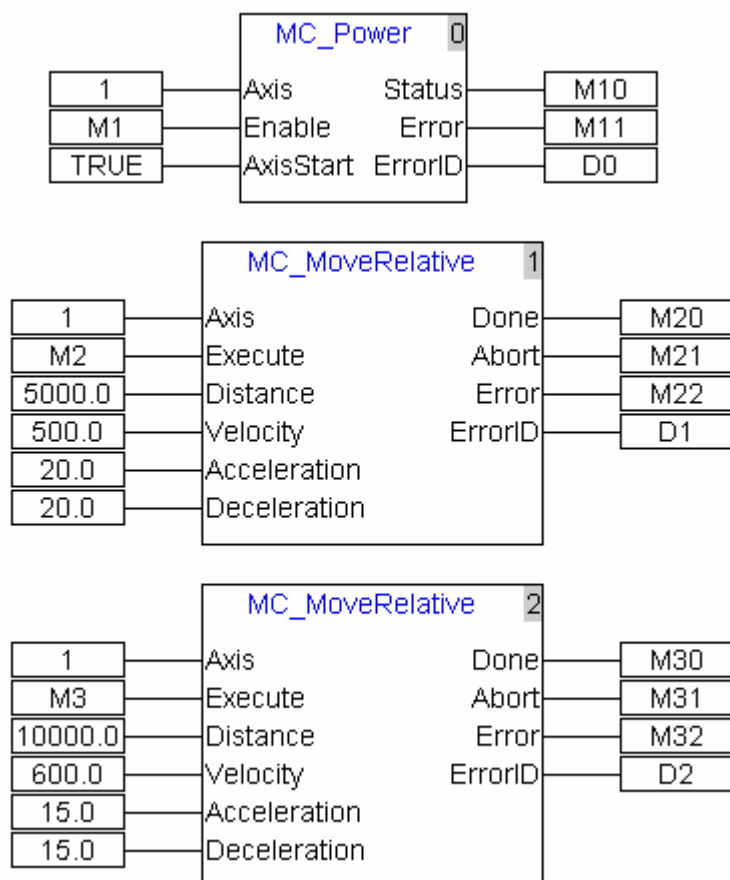 MC_Power 0
1 Axis Status M10
M1 Enable Error M11
TRUE AxisStart ErrorID D0
MC_MoveRelative 1
1 Axis Done M20
M2 Execute Abort M21
5000.0 Distance Error M22
500.0 Velocity ErrorID D1
20.0 Acceleration
20.0 Deceleration
MC_MoveRelative 2
1 Axis Done M30
M3 Execute Abort M31
10000.0 Distance Error M32
600.0 Velocity ErrorID D2
15.0 Acceleration
15.0 Deceleration